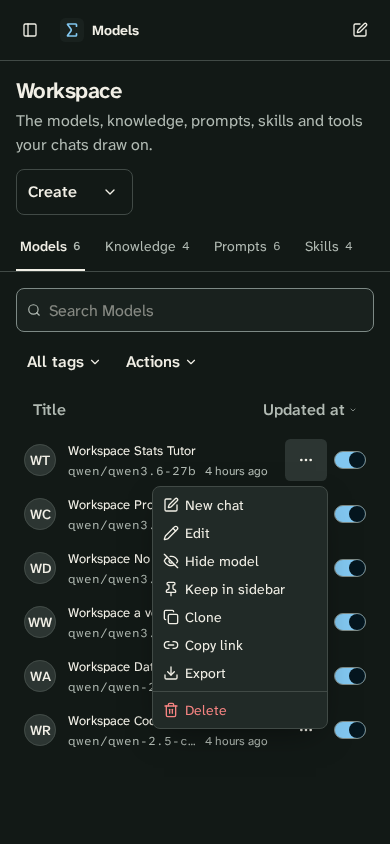 Models
Workspace
The models, knowledge, prompts, skills and tools
your chats draw on.
Create
Models 6 Knowledge 4 Prompts 6 Skills 4
Search Models
All tags Actions
Title Updated at
WT Workspace Stats Tutor
qwen/qwen3.6-27b 4 hours ago
WC Workspace
qwen/qwen3.
New chat
Edit
WD Workspace No
qwen/qwen3.
Hide model
Keep in sidebar
WW Workspace a
qwen/qwen3.
Clone
Copy link
WA Workspace
qwen/qwen-2
Export
Delete
WR Workspace
qwen/qwen-2.5-c… 4 hours ago